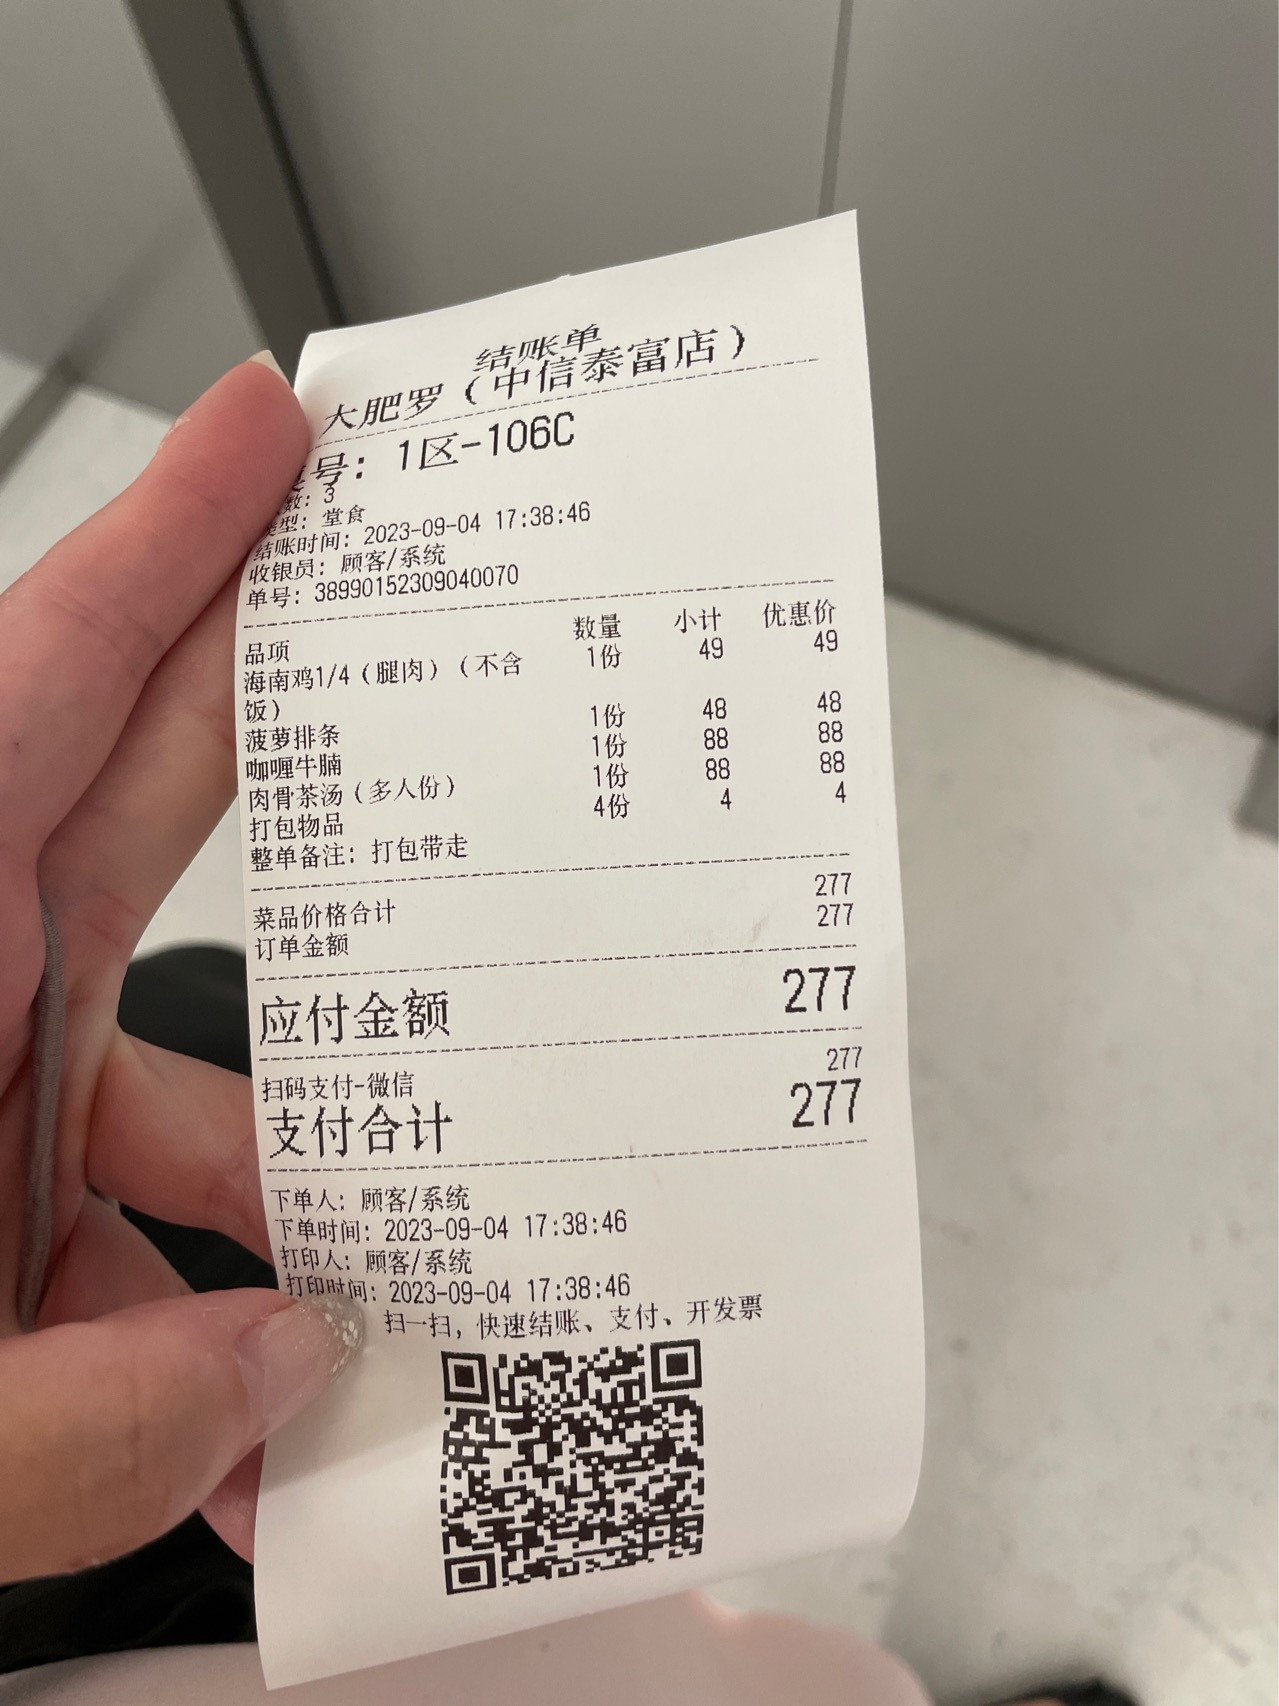 结账单
大肥罗（中信泰富店）
号: 1区-106C
数: 3
型: 堂食
结账时间: 2023-09-04 17:38:46
收银员: 顾客/系统
单号: 38990152309040070
品项 数量 小计 优惠价
海南鸡1/4（腿肉）（不含 1份 49 49
饭）
菠萝排条 1份 48 48
咖喱牛腩 1份 88 88
肉骨茶汤（多人份） 1份 88 88
打包物品 4份 4 4
整单备注: 打包带走
菜品价格合计 277
订单金额 277
应付金额 277
扫码支付-微信 277
支付合计 277
下单人: 顾客/系统
下单时间: 2023-09-04 17:38:46
打印人: 顾客/系统
打印时间: 2023-09-04 17:38:46
扫一扫, 快速结账、支付、开发票